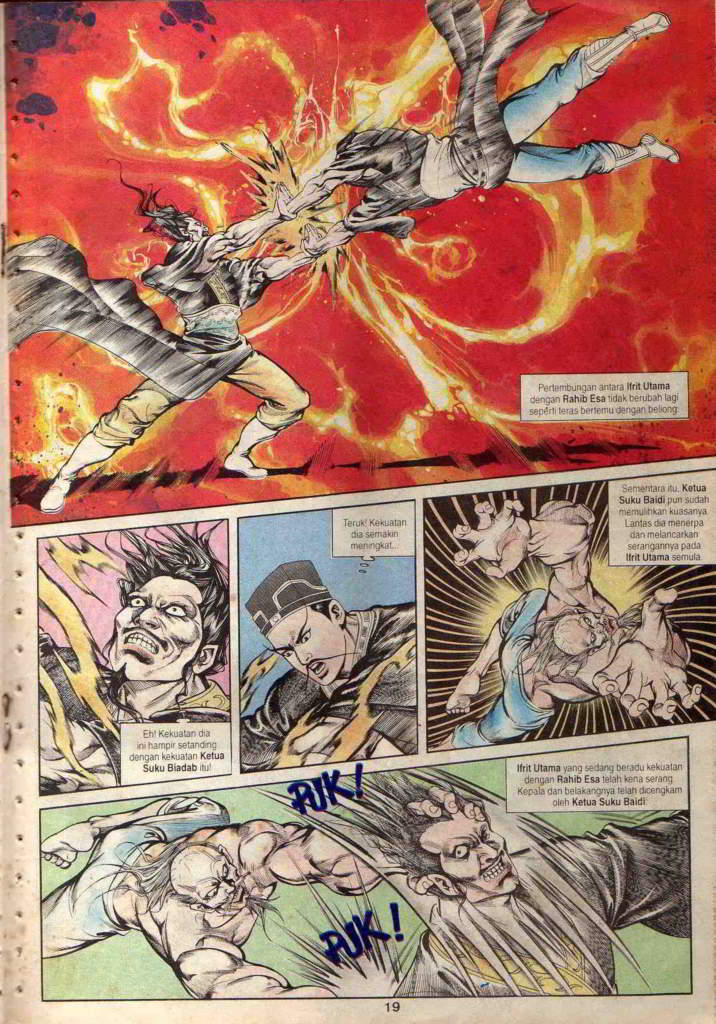 Pertembungan antara Ifrit Utama
dengan Rahib Esa tidak berubah lagi
seperti teras bertemu dengan beliong.
Sementara itu, Ketua
Suku Baidi pun sudah
memulihkan kuasanya.
Lantas dia menerpa
dan melancarkan
serangannya pada
Ifrit Utama semula.
Teruk! Kekuatan
dia semakin
meningkat...
Eh! Kekuatan dia
ini hampir setanding
dengan kekuatan Ketua
Suku Biadab itu!
Ifrit Utama yang sedang beradu kekuatan
dengan Rahib Esa telah kena serang.
Kepala dan belakangnya telah dicengkam
oleh Ketua Suku Baidi.
PUK!
PUK!
19